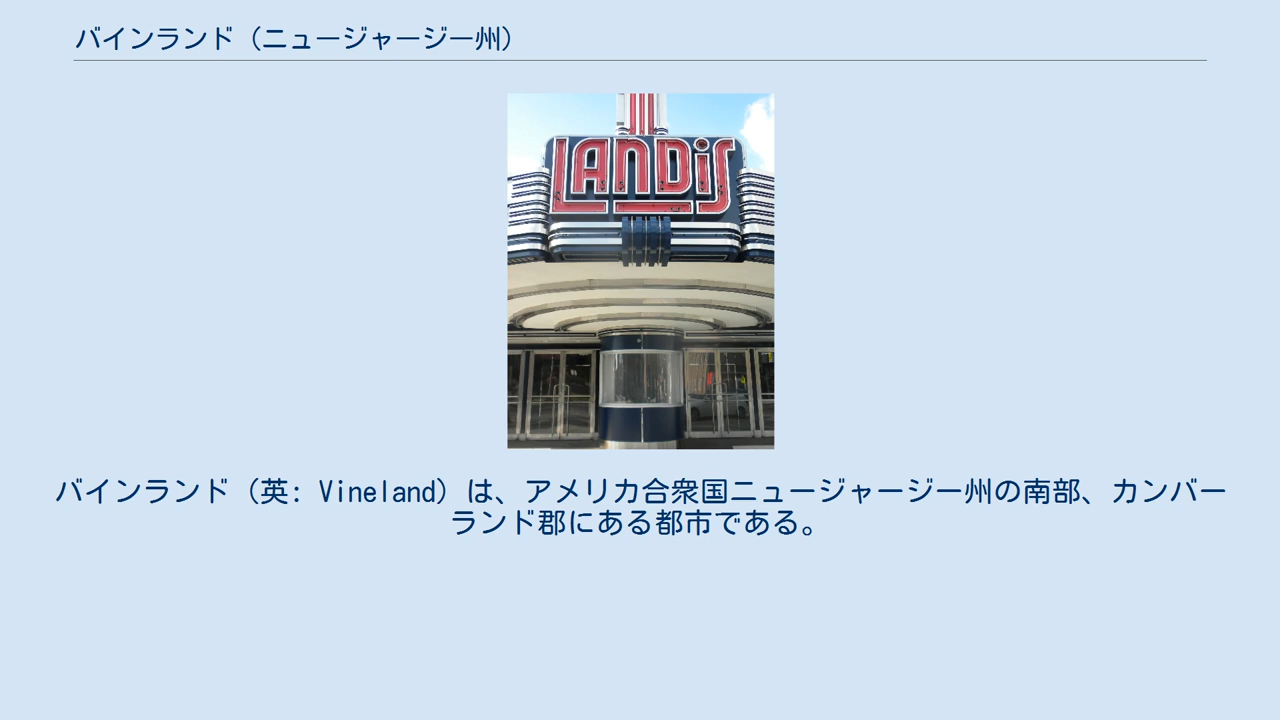 バインランド（ニュージャージー州）
LANDIS
バインランド（英: Vineland）は、アメリカ合衆国ニュージャージー州の南部、カンバー
ランド郡にある都市である。